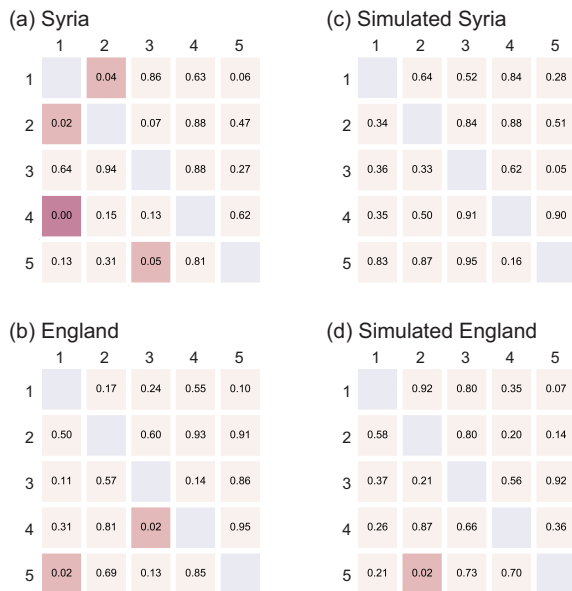 (a) Syria
1 2 3 4 5
1 0.04 0.86 0.63 0.06
2 0.02 0.07 0.88 0.47
3 0.64 0.94 0.88 0.27
4 0.00 0.15 0.13 0.62
5 0.13 0.31 0.05 0.81
(c) Simulated Syria
1 2 3 4 5
1 0.64 0.52 0.84 0.28
2 0.34 0.84 0.88 0.51
3 0.36 0.33 0.62 0.05
4 0.35 0.50 0.91 0.90
5 0.83 0.87 0.95 0.16
(b) England
1 2 3 4 5
1 0.17 0.24 0.55 0.10
2 0.50 0.60 0.93 0.91
3 0.11 0.57 0.14 0.86
4 0.31 0.81 0.02 0.95
5 0.02 0.69 0.13 0.85
(d) Simulated England
1 2 3 4 5
1 0.92 0.80 0.35 0.07
2 0.58 0.80 0.20 0.14
3 0.37 0.21 0.56 0.92
4 0.26 0.87 0.66 0.36
5 0.21 0.02 0.73 0.70